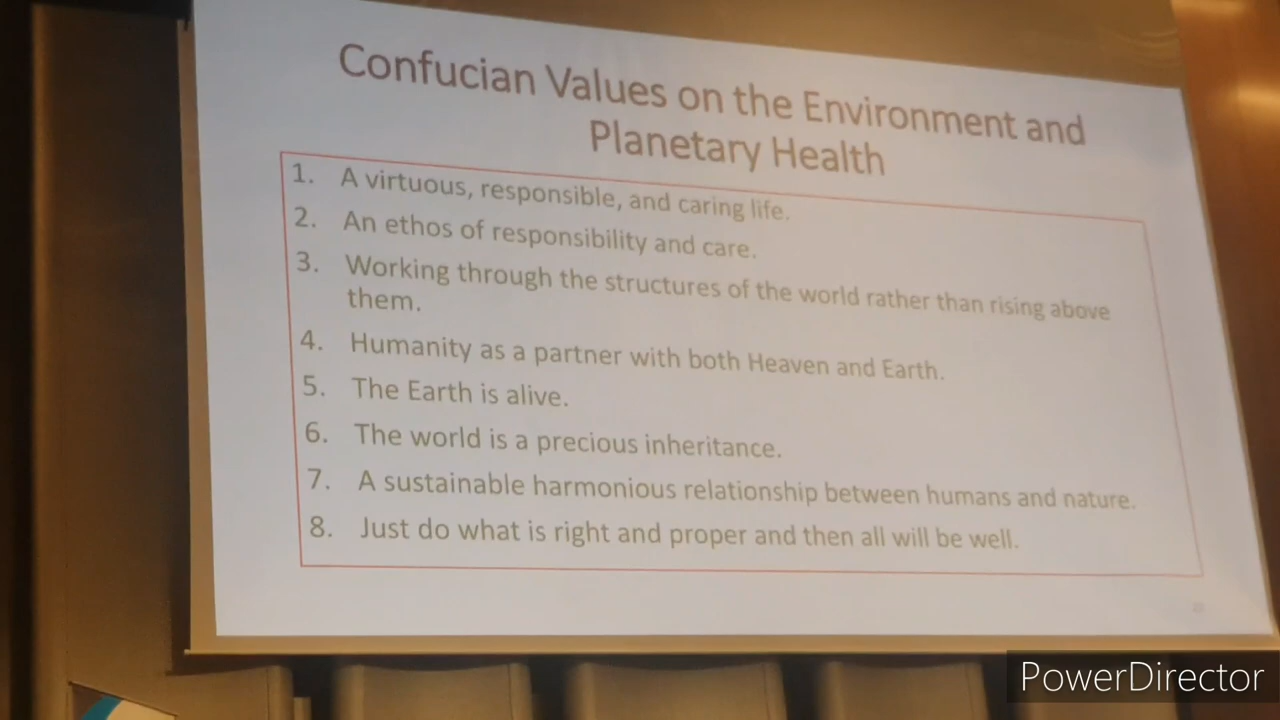 Confucian Values on the Environment and
Planetary Health
1. A virtuous, responsible, and caring life.
2. An ethos of responsibility and care.
3. Working through the structures of the world rather than rising above
them.
4. Humanity as a partner with both Heaven and Earth.
5. The Earth is alive.
6. The world is a precious inheritance.
7. A sustainable harmonious relationship between humans and nature.
8. Just do what is right and proper and then all will be well.
PowerDirector